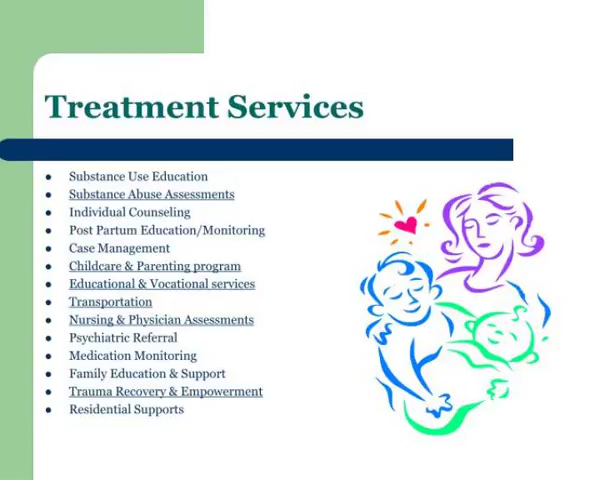 Treatment Services
Substance Use Education
Substance Abuse Assessments
Individual Counseling
Post Partum Education/Monitoring
Case Management
Childcare & Parenting program
Educational & Vocational services
Transportation
Nursing & Physician Assessments
Psychiatric Referral
Medication Monitoring
Family Education & Support
Trauma Recovery & Empowerment
Residential Supports